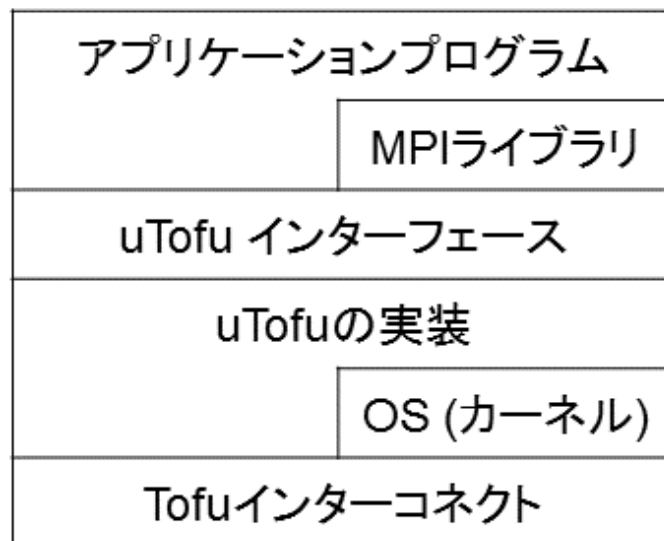 アプリケーションプログラム
MPIライブラリ
uTofu インターフェース
uTofuの実装
OS (カーネル)
Tofuインターコネクト